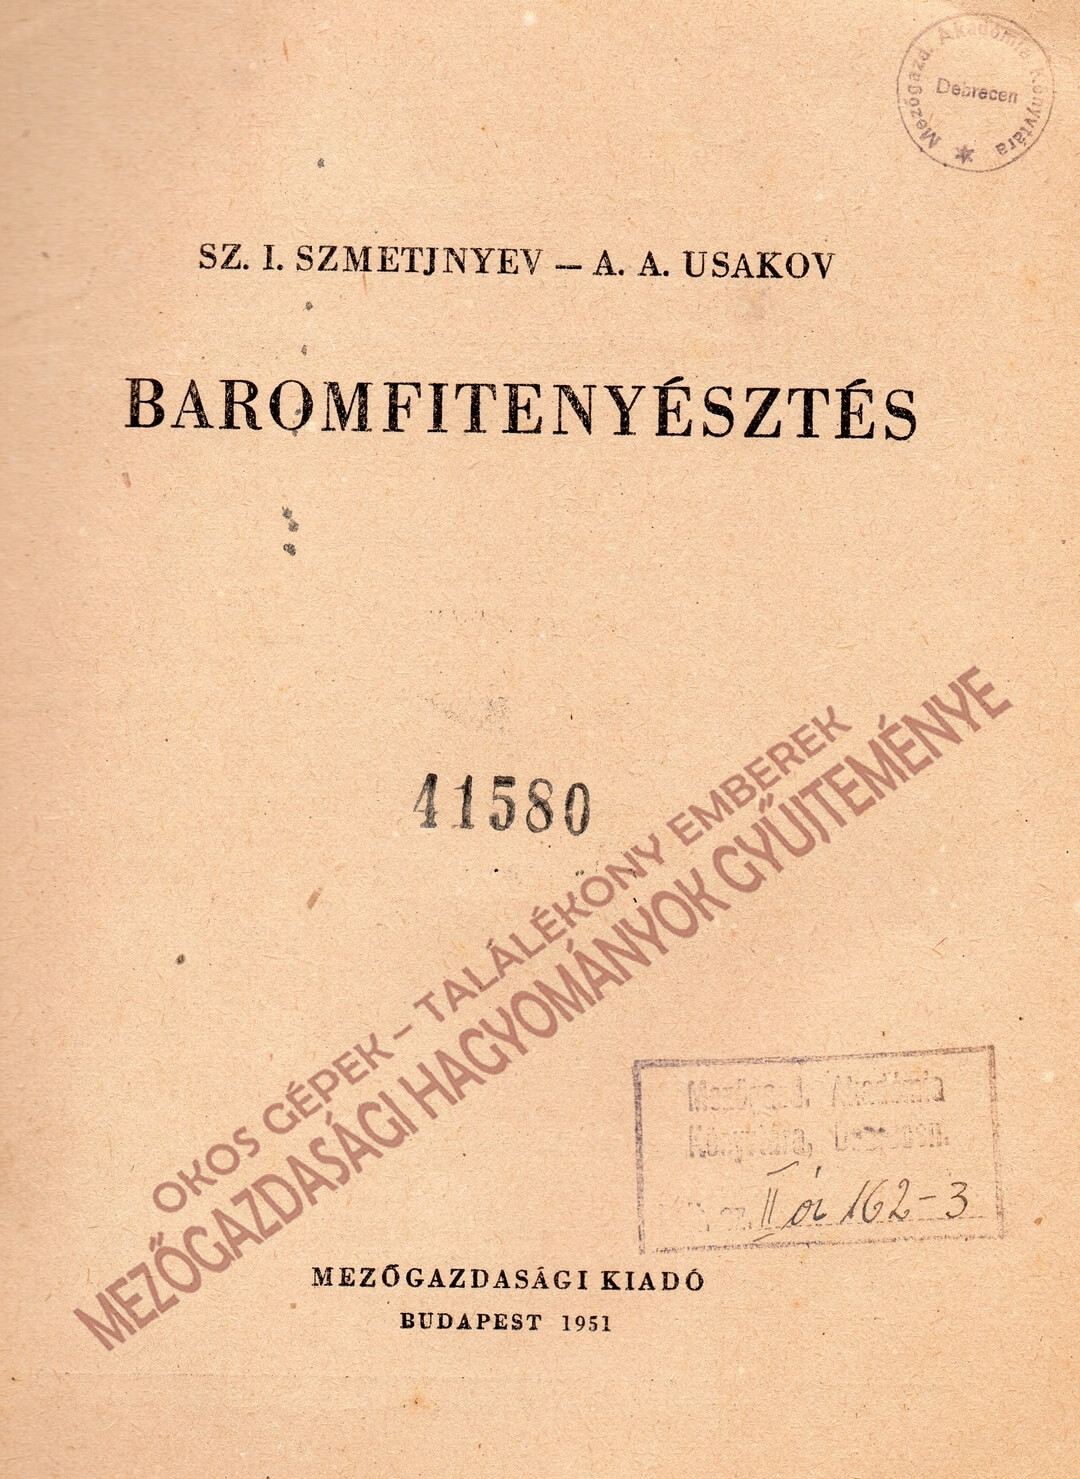 Mezőgazd. Akadémia Könyvtára
Debrecen
SZ. I. SZMETJNYEV – A. A. USAKOV
BAROMFITENYÉSZTÉS
41580
OKOS GÉPEK – TALÁLÉKONY EMBEREK
MEZŐGAZDASÁGI HAGYOMÁNYOK GYŰJTEMÉNYE
Mezőgazd. Akadémia
Könyvtára, Debrecen.
sz. II 162-3
MEZŐGAZDASÁGI KIADÓ
BUDAPEST 1951